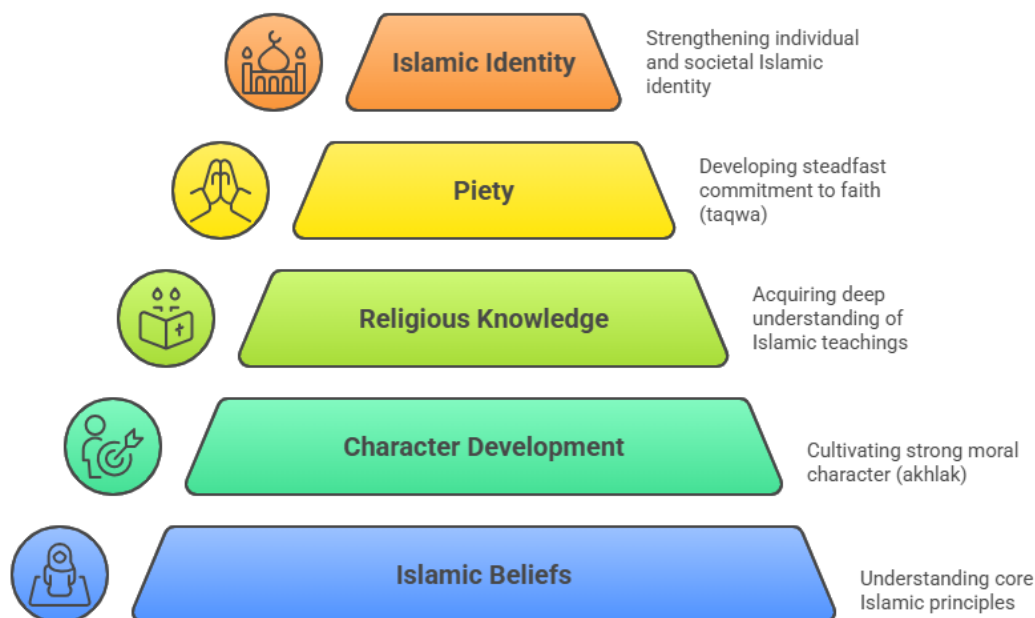 Islamic Identity
Strengthening individual
and societal Islamic
identity
Piety
Developing steadfast
commitment to faith
(taqwa)
Religious Knowledge
Acquiring deep
understanding of
Islamic teachings
Character Development
Cultivating strong moral
character (akhlak)
Islamic Beliefs
Understanding core
Islamic principles